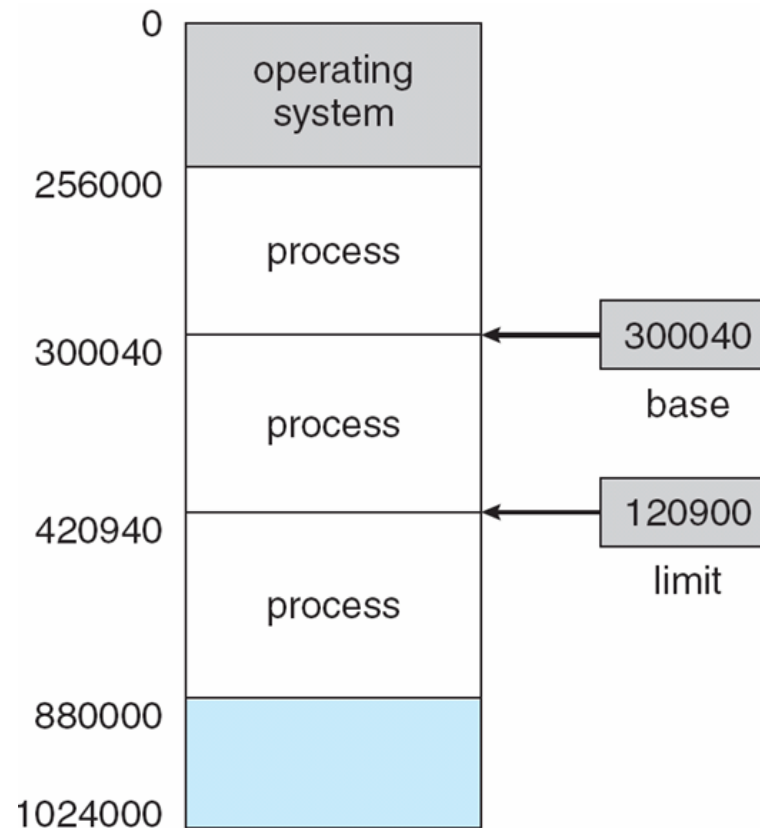 0
operating
system
256000
process
300040
300040
base
process
420940
120900
limit
process
880000
1024000